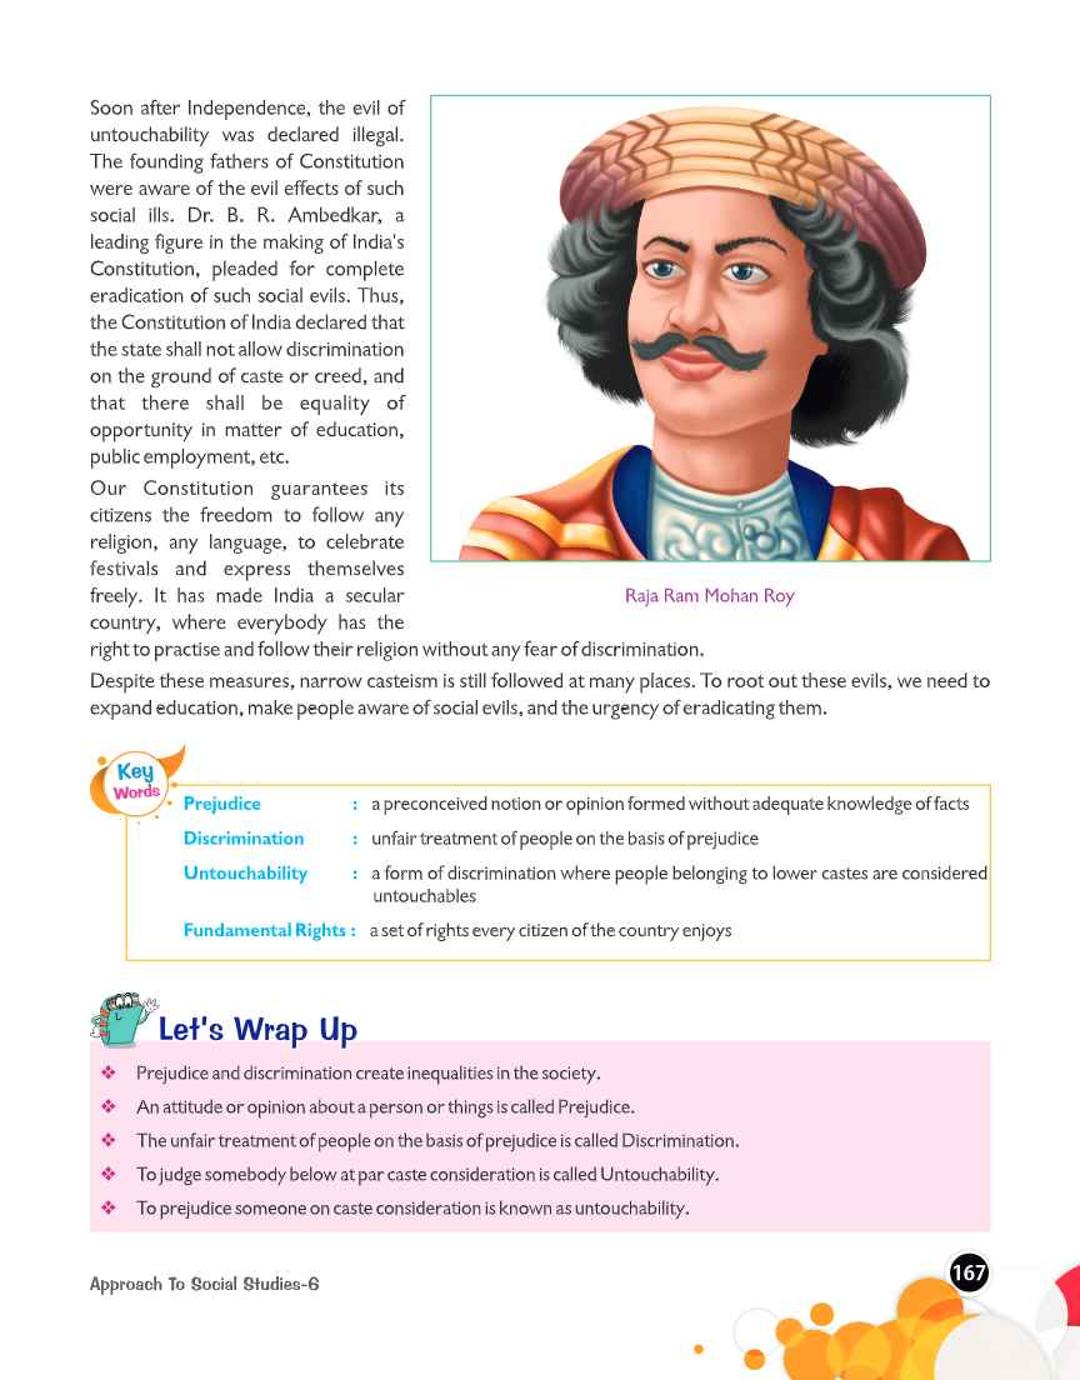 Soon after Independence, the evil of
untouchability was declared illegal.
The founding fathers of Constitution
were aware of the evil effects of such
social ills. Dr. B. R. Ambedkar, a
leading figure in the making of India's
Constitution, pleaded for complete
eradication of such social evils. Thus,
the Constitution of India declared that
the state shall not allow discrimination
on the ground of caste or creed, and
that there shall be equality of
opportunity in matter of education,
public employment, etc.
Our Constitution guarantees its
citizens the freedom to follow any
religion, any language, to celebrate
festivals and express themselves
freely. It has made India a secular
country, where everybody has the
right to practise and follow their religion without any fear of discrimination.
Raja Ram Mohan Roy
Despite these measures, narrow casteism is still followed at many places. To root out these evils, we need to
expand education, make people aware of social evils, and the urgency of eradicating them.
Key
Words
Prejudice : a preconceived notion or opinion formed without adequate knowledge of facts
Discrimination : unfair treatment of people on the basis of prejudice
Untouchability : a form of discrimination where people belonging to lower castes are considered
untouchables
Fundamental Rights : a set of rights every citizen of the country enjoys
Let's Wrap Up
❖ Prejudice and discrimination create inequalities in the society.
❖ An attitude or opinion about a person or things is called Prejudice.
❖ The unfair treatment of people on the basis of prejudice is called Discrimination.
❖ To judge somebody below at par caste consideration is called Untouchability.
❖ To prejudice someone on caste consideration is known as untouchability.
Approach To Social Studies-6
167